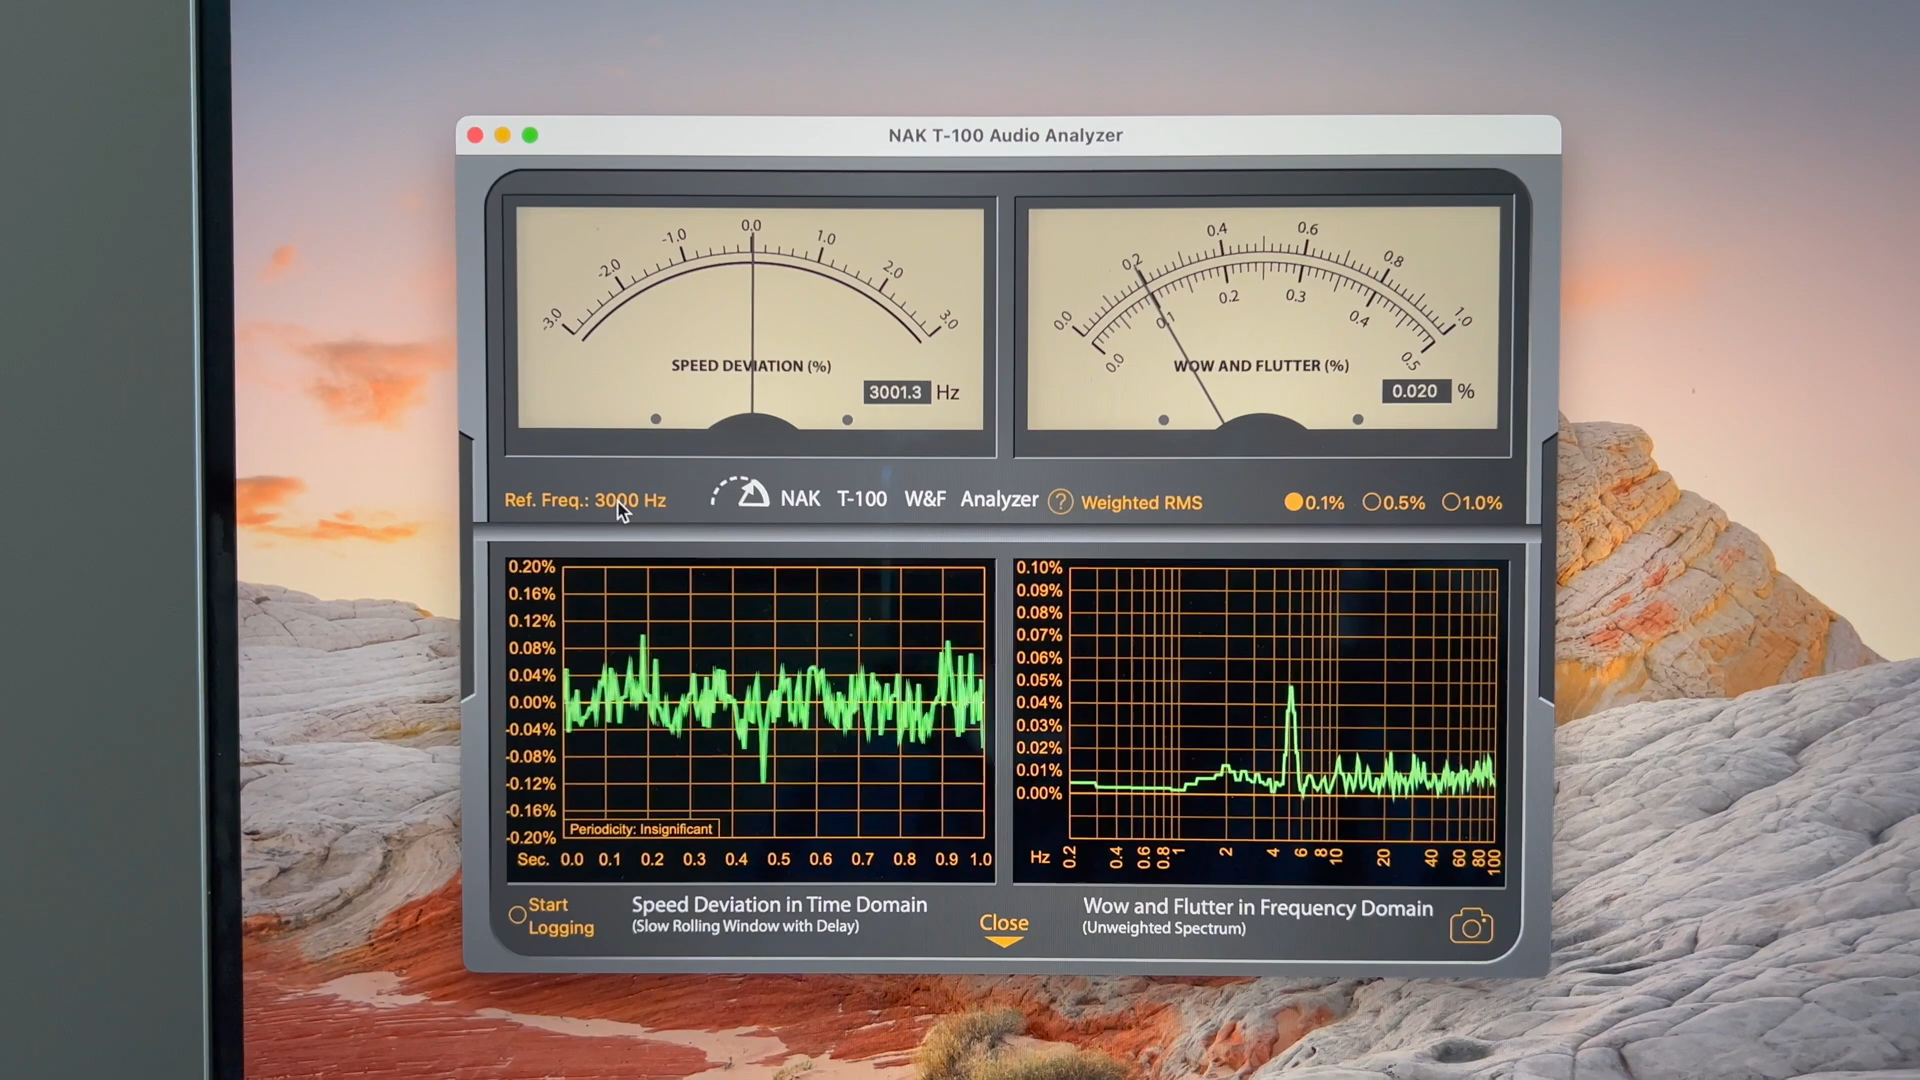 NAK T-100 Audio Analyzer
-3.0 -2.0 -1.0 0.0 1.0 2.0 3.0
SPEED DEVIATION (%)
3001.3 Hz
0.0 0.2 0.4 0.6 0.8 1.0
0.0 0.1 0.2 0.3 0.4 0.5
WOW AND FLUTTER (%)
0.020 %
Ref. Freq.: 3000 Hz
NAK T-100 W&F Analyzer
? Weighted RMS
0.1% 0.5% 1.0%
0.20%
0.16%
0.12%
0.08%
0.04%
0.00%
-0.04%
-0.08%
-0.12%
-0.16%
-0.20%
Periodicity: Insignificant
Sec. 0.0 0.1 0.2 0.3 0.4 0.5 0.6 0.7 0.8 0.9 1.0
0.10%
0.09%
0.08%
0.07%
0.06%
0.05%
0.04%
0.03%
0.02%
0.01%
0.00%
Hz 0.2 0.4 0.6 0.8 1 2 4 6 8 10 20 40 60 80 100
Start
Logging
Speed Deviation in Time Domain
(Slow Rolling Window with Delay)
Close
Wow and Flutter in Frequency Domain
(Unweighted Spectrum)